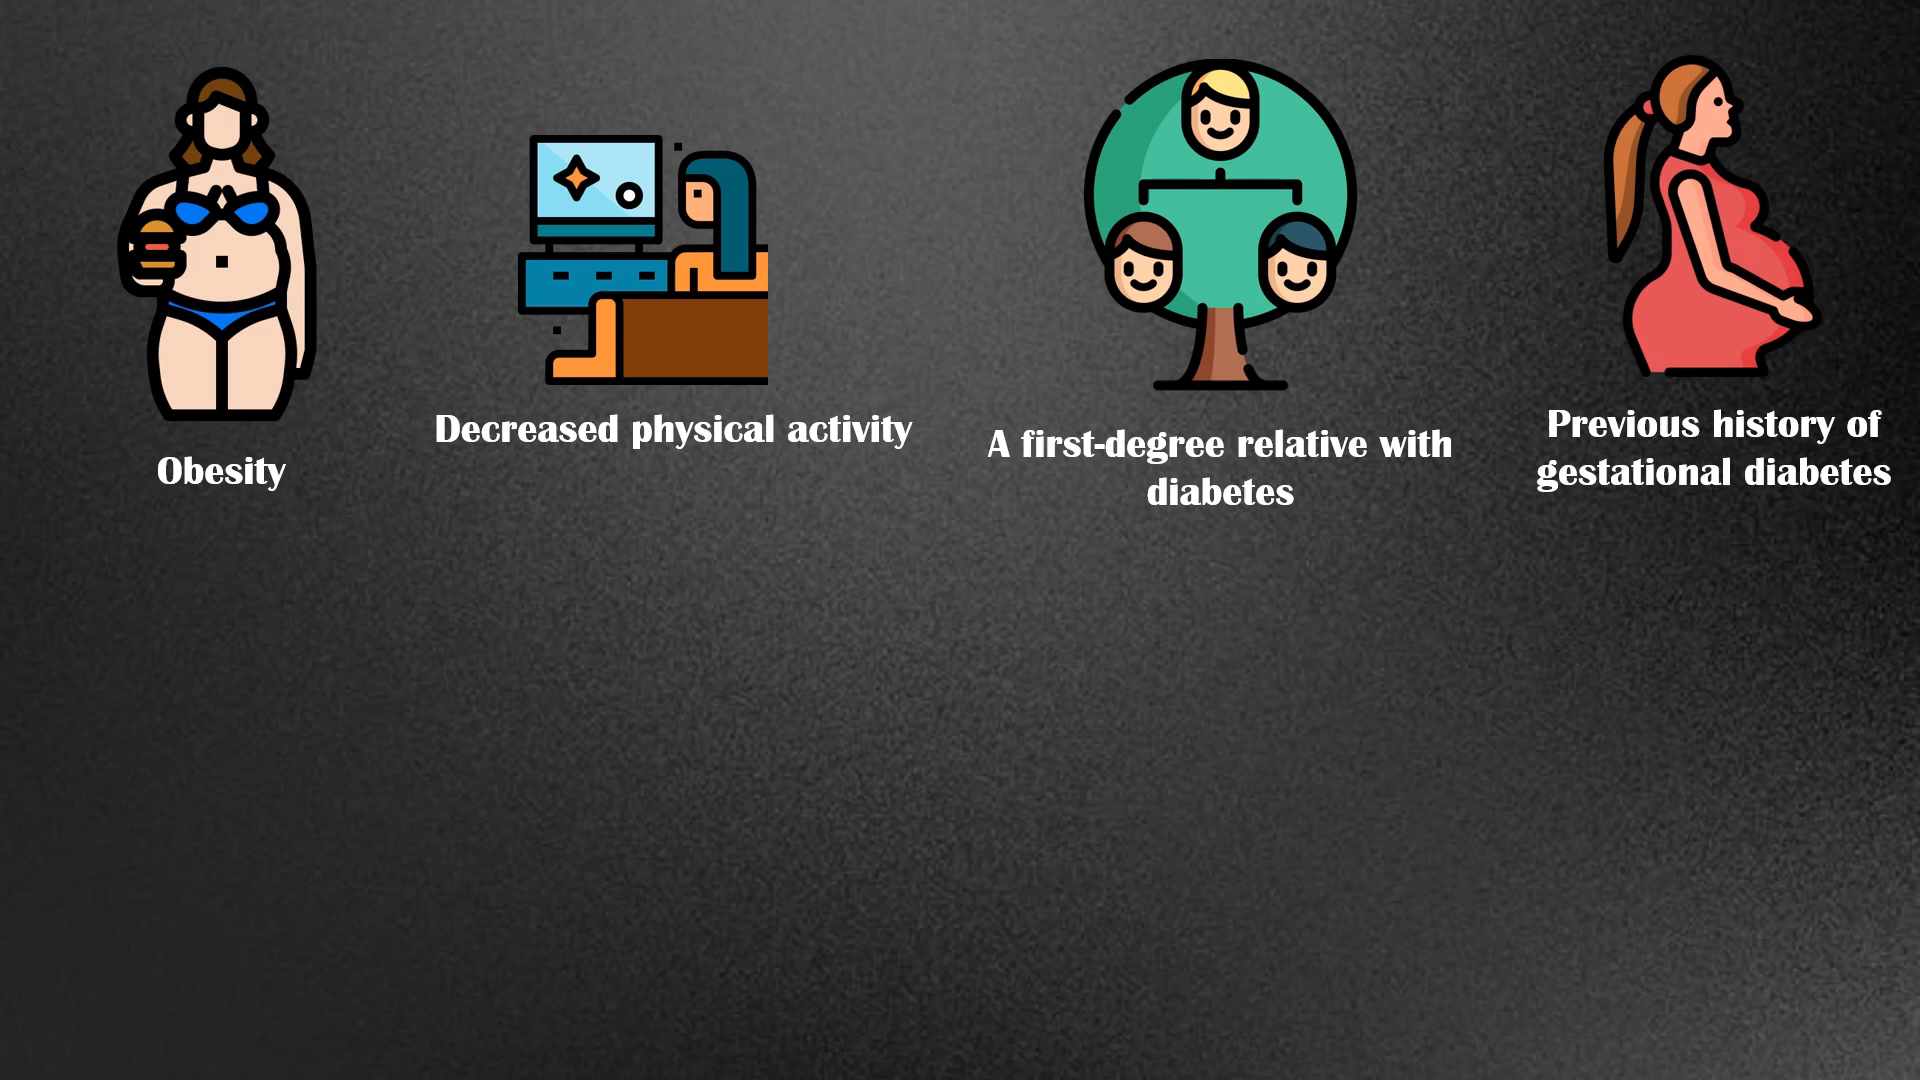 Obesity
Decreased physical activity
A first-degree relative with
diabetes
Previous history of
gestational diabetes